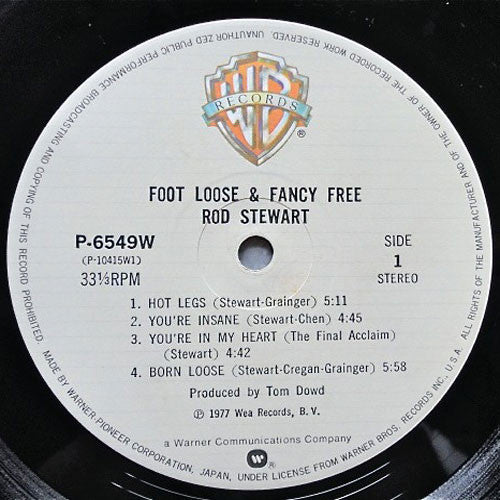 WB
RECORDS
®
FOOT LOOSE & FANCY FREE
ROD STEWART
P-6549W
(P-10415W1)
33⅓RPM
SIDE
1
STEREO
1. HOT LEGS (Stewart-Grainger) 5:11
2. YOU'RE INSANE (Stewart-Chen) 4:45
3. YOU'RE IN MY HEART (The Final Acclaim)
(Stewart) 4:42
4. BORN LOOSE (Stewart-Cregan-Grainger) 5:58
Produced by Tom Dowd
Ⓟ 1977 Wea Records, B. V.
a Warner Communications Company
ALL RIGHTS OF THE MANUFACTURER AND OF THE OWNER OF THE RECORDED WORK RESERVED. UNAUTHORIZED PUBLIC PERFORMANCE BROADCASTING AND COPYING OF THIS RECORD PROHIBITED.
MADE BY WARNER-PIONEER CORPORATION, JAPAN, UNDER LICENSE FROM WARNER BROS. RECORDS INC., U.S.A.